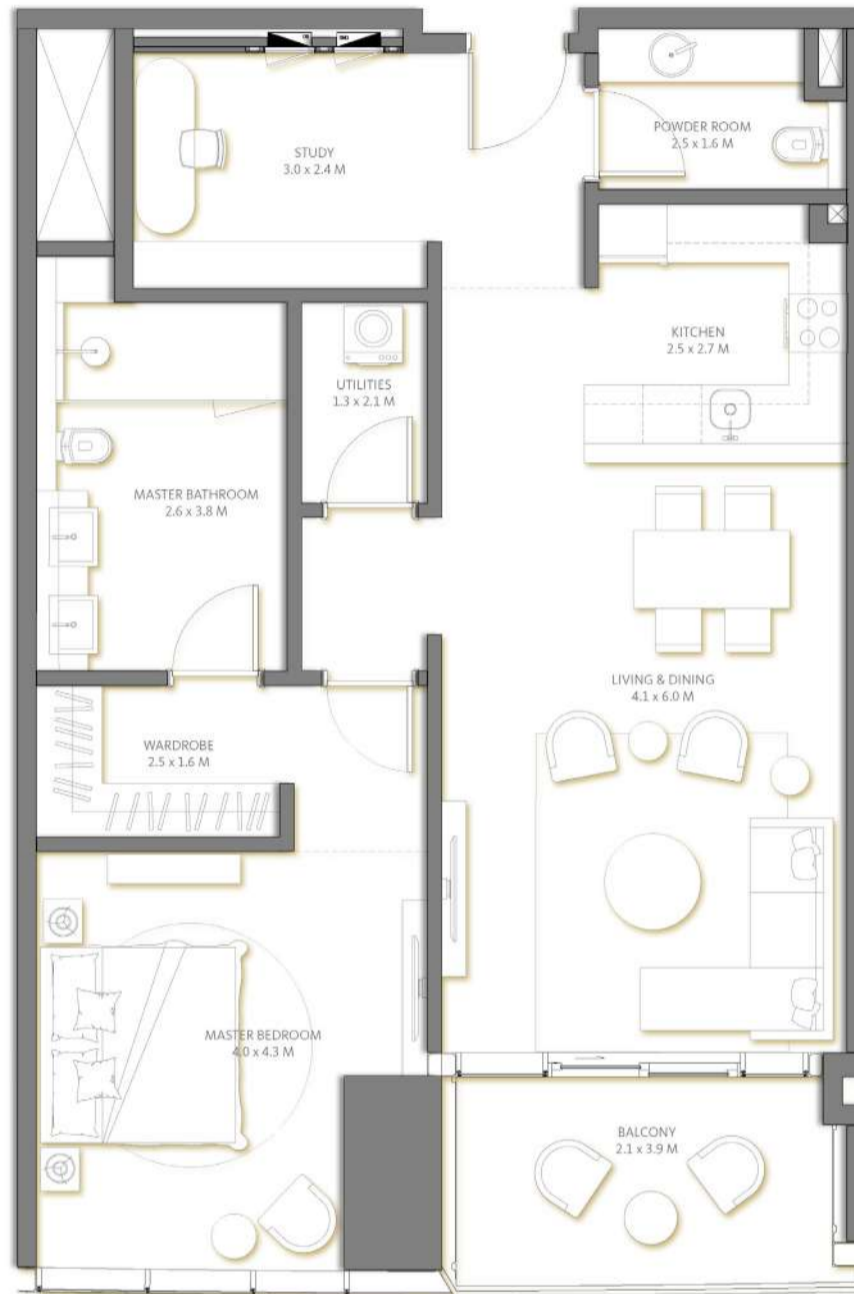 STUDY
3.0 x 2.4 M
POWDER ROOM
2.5 x 1.6 M
KITCHEN
2.5 x 2.7 M
UTILITIES
1.3 x 2.1 M
MASTER BATHROOM
2.6 x 3.8 M
LIVING & DINING
4.1 x 6.0 M
WARDROBE
2.5 x 1.6 M
MASTER BEDROOM
4.0 x 4.3 M
BALCONY
2.1 x 3.9 M